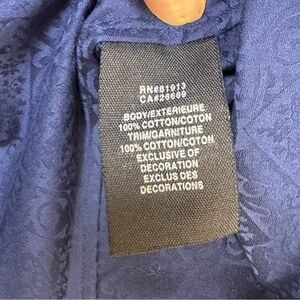 RN#81913
CA#26669
BODY/EXTERIEURE
100% COTTON/COTON
TRIM/GARNITURE
100% COTTON/COTON
EXCLUSIVE OF
DECORATION
EXCLUS DES
DECORATIONS